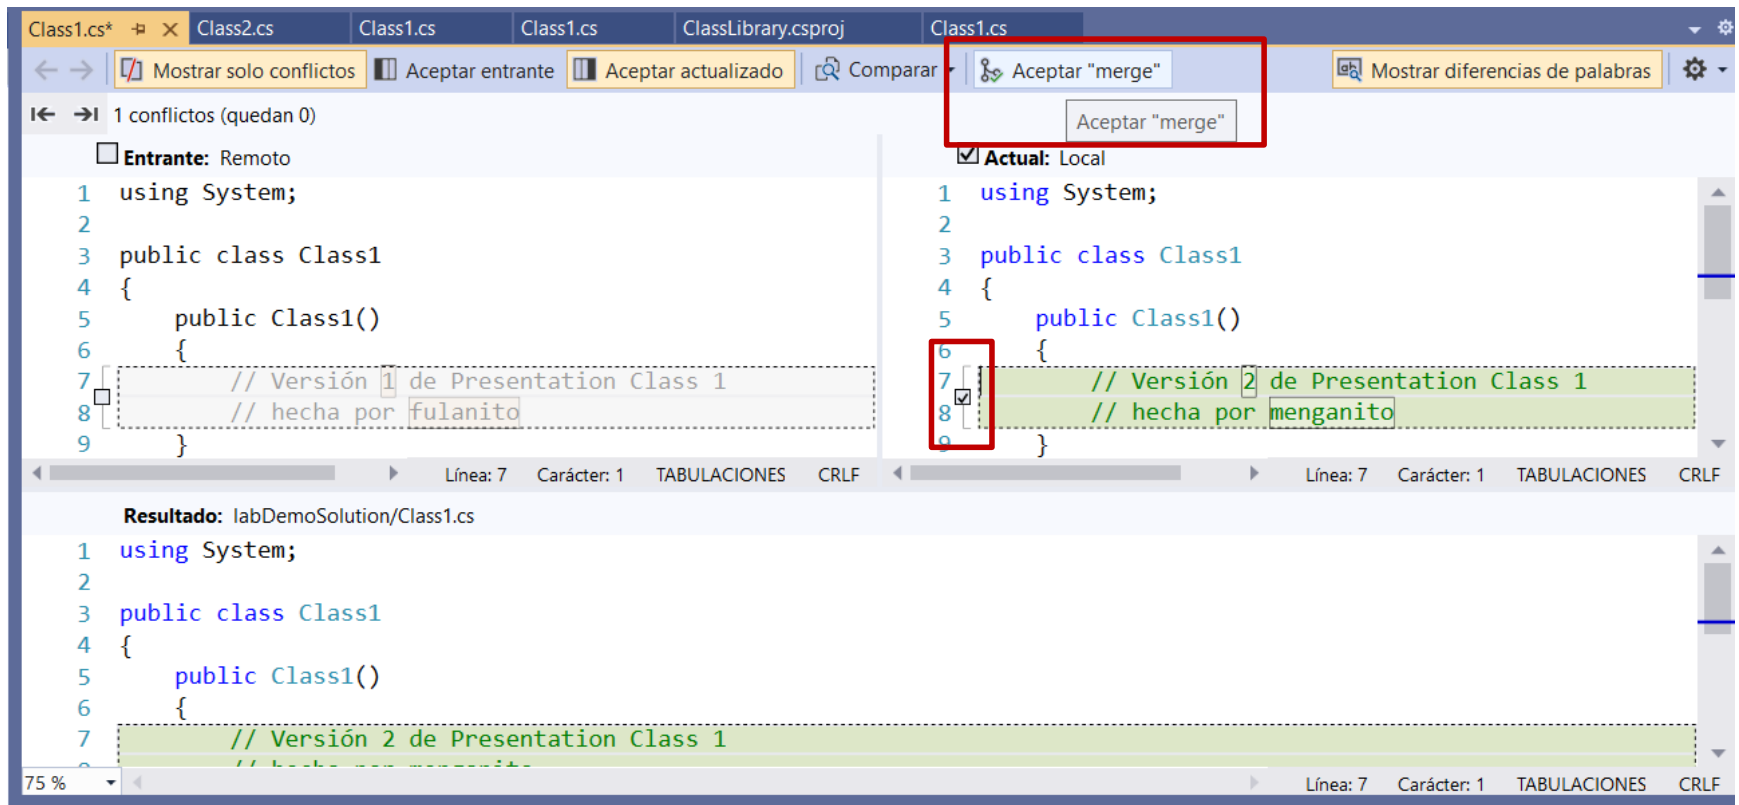 Class1.cs* Class2.cs Class1.cs Class1.cs ClassLibrary.csproj Class1.cs
Mostrar solo conflictos Aceptar entrante Aceptar actualizado Comparar Aceptar "merge" Mostrar diferencias de palabras
1 conflictos (quedan 0)
Aceptar "merge"
Entrante: Remoto
1 using System;
2
3 public class Class1
4 {
5 public Class1()
6 {
7 // Versión 1 de Presentation Class 1
8 // hecha por fulanito
9 }
Línea: 7 Carácter: 1 TABULACIONES CRLF
Actual: Local
1 using System;
2
3 public class Class1
4 {
5 public Class1()
6 {
7 // Versión 2 de Presentation Class 1
8 // hecha por menganito
9 }
Línea: 7 Carácter: 1 TABULACIONES CRLF
Resultado: labDemoSolution/Class1.cs
1 using System;
2
3 public class Class1
4 {
5 public Class1()
6 {
7 // Versión 2 de Presentation Class 1
8 // hecha por menganito
75 % Línea: 7 Carácter: 1 TABULACIONES CRLF